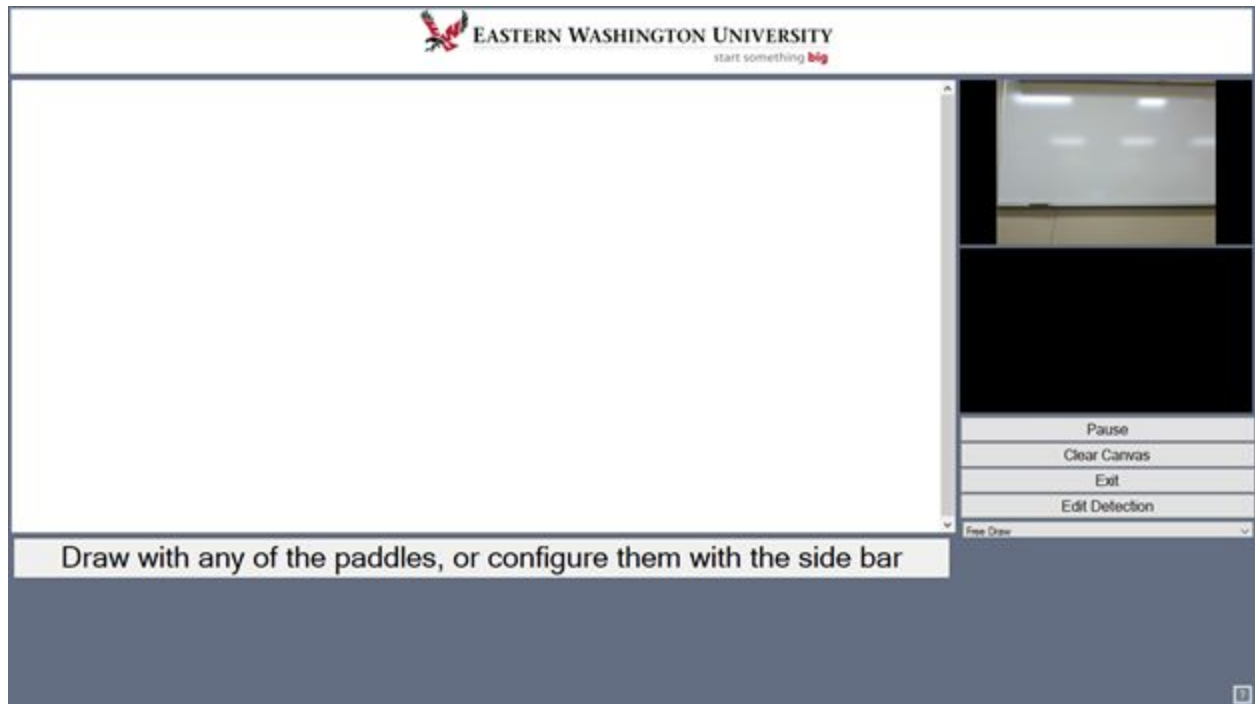 EASTERN WASHINGTON UNIVERSITY
start something big
Pause
Clear Canvas
Exit
Edit Detection
Free Draw
Draw with any of the paddles, or configure them with the side bar
?